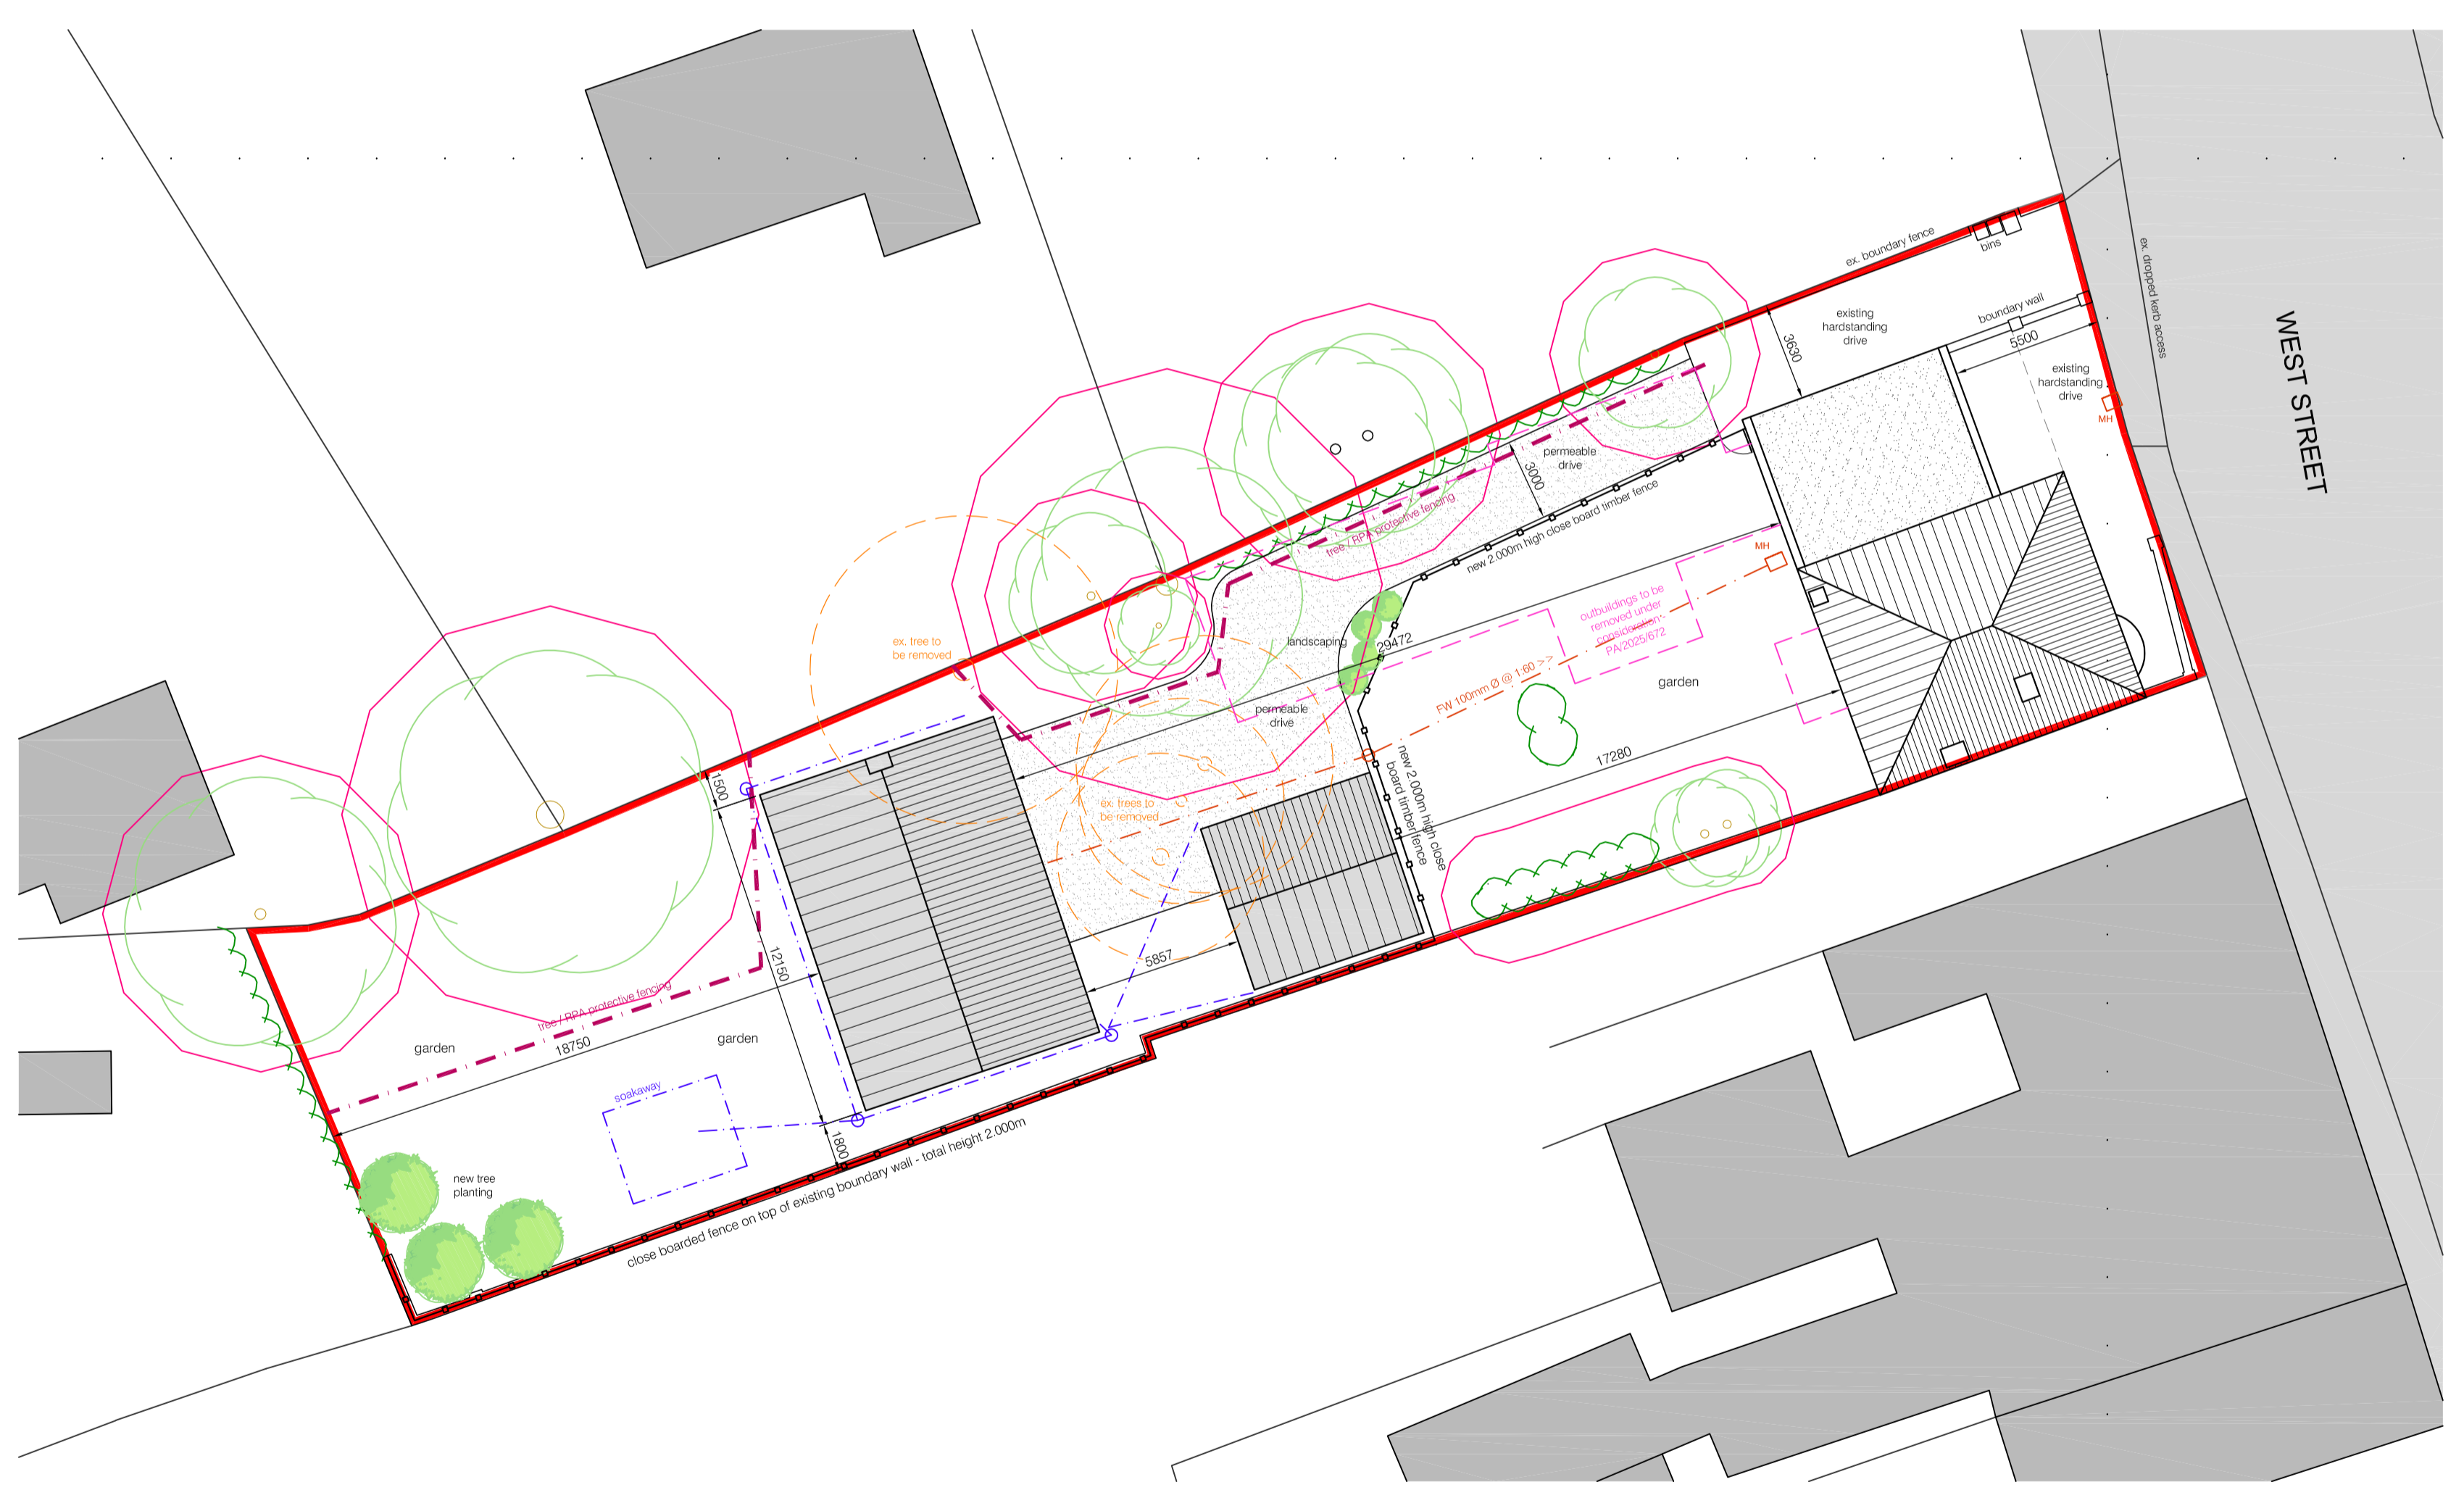 ex. boundary fence
bins
ex. dropped kerb access
WEST STREET
existing
hardstanding
drive
boundary wall
5500
3630
existing
hardstanding
drive
MH
permeable
drive
3000
tree / RPA protective fencing
new 2.000m high close board timber fence
MH
outbuildings to be
removed under
consideration -
PA/2025/672
landscaping
29472
ex. tree to
be removed
FW 100mm Ø @ 1:60 > >
garden
permeable
drive
17280
new 2.000m high close
board timber fence
1500
ex. trees to
be removed
12150
5857
tree / RPA protective fencing
18750
garden
garden
soakaway
1800
close boarded fence on top of existing boundary wall - total height 2.000m
new tree
planting